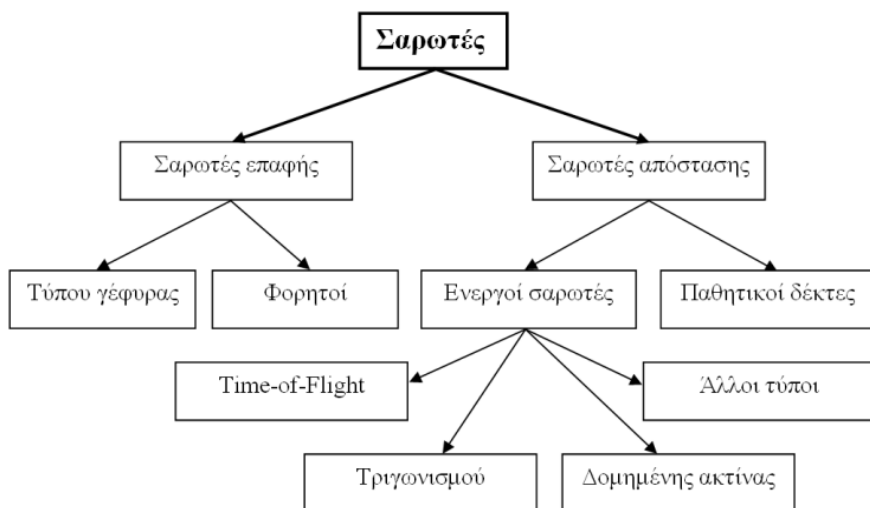 Σαρωτές
Σαρωτές επαφής
Σαρωτές απόστασης
Τύπου γέφυρας
Φορητοί
Ενεργοί σαρωτές
Παθητικοί δέκτες
Time-of-Flight
Άλλοι τύποι
Τριγωνισμού
Δομημένης ακτίνας